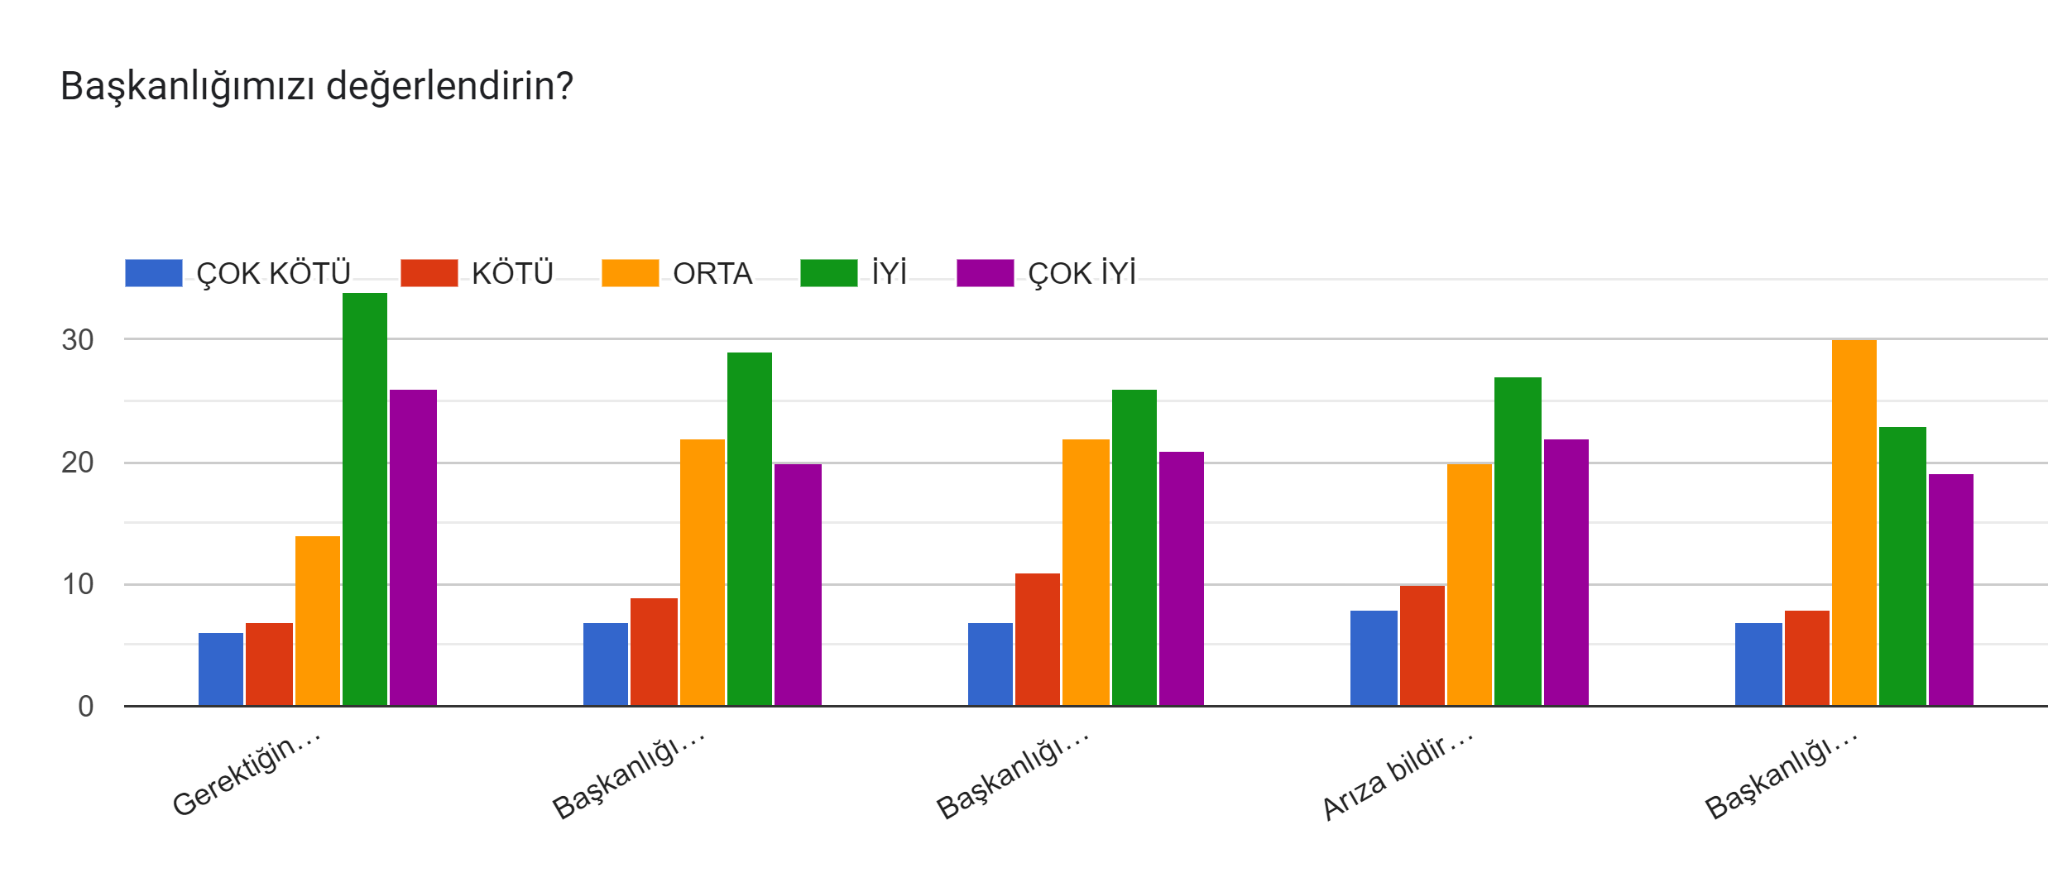 Başkanlığımızı değerlendirin?
ÇOK KÖTÜ KÖTÜ ORTA İYİ ÇOK İYİ
30
20
10
0
Gerektiğin… Başkanlığı… Başkanlığı… Arıza bildir… Başkanlığı…